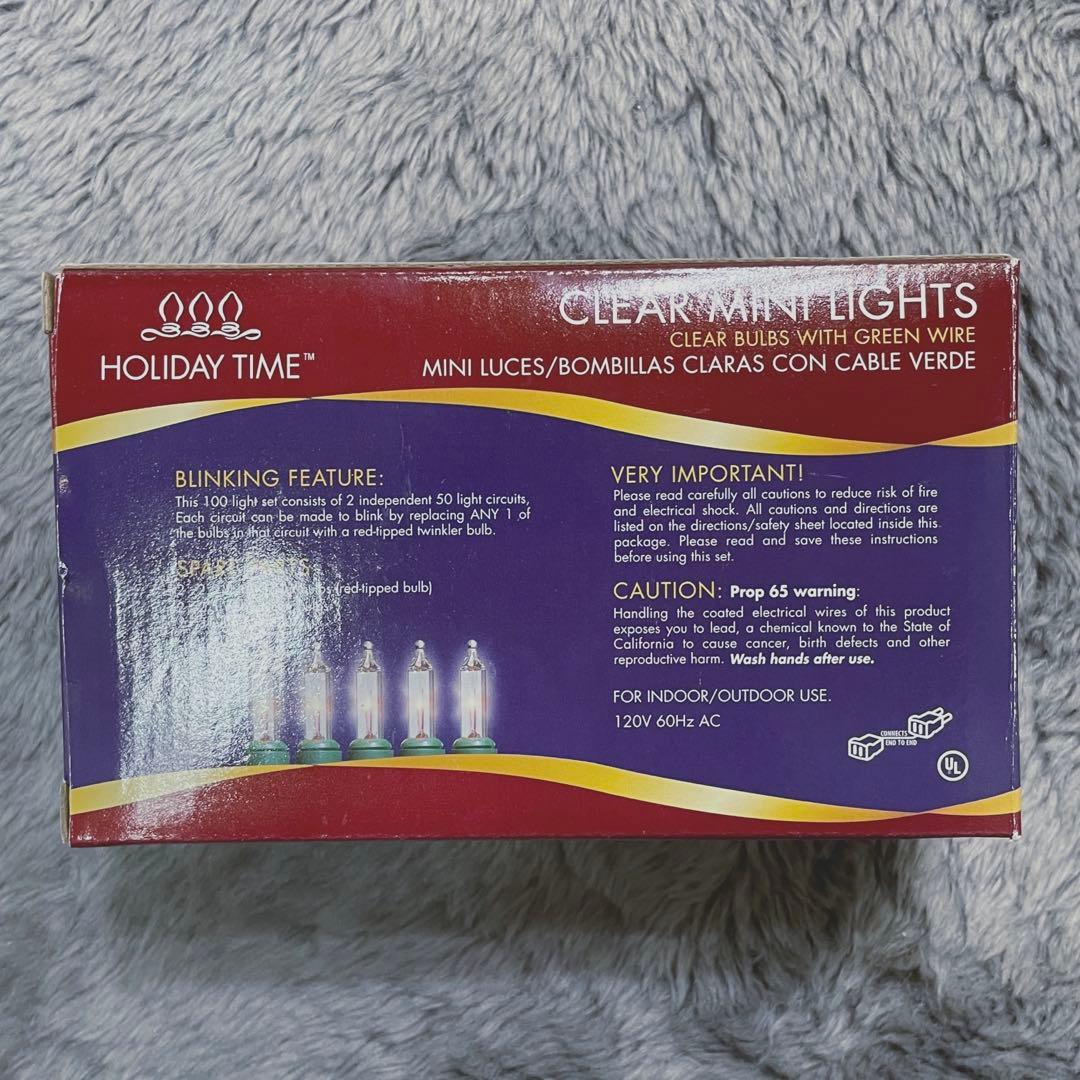 HOLIDAY TIME™
CLEAR MINI LIGHTS
CLEAR BULBS WITH GREEN WIRE
MINI LUCES/BOMBILLAS CLARAS CON CABLE VERDE
BLINKING FEATURE:
This 100 light set consists of 2 independent 50 light circuits,
Each circuit can be made to blink by replacing ANY 1 of
the bulbs in that circuit with a red-tipped twinkler bulb.
SPARE PARTS:
(red-tipped bulb)
VERY IMPORTANT!
Please read carefully all cautions to reduce risk of fire
and electrical shock. All cautions and directions are
listed on the directions/safety sheet located inside this
package. Please read and save these instructions
before using this set.
CAUTION: Prop 65 warning:
Handling the coated electrical wires of this product
exposes you to lead, a chemical known to the State of
California to cause cancer, birth defects and other
reproductive harm. Wash hands after use.
FOR INDOOR/OUTDOOR USE.
120V 60Hz AC
CONNECTS
END TO END
UL